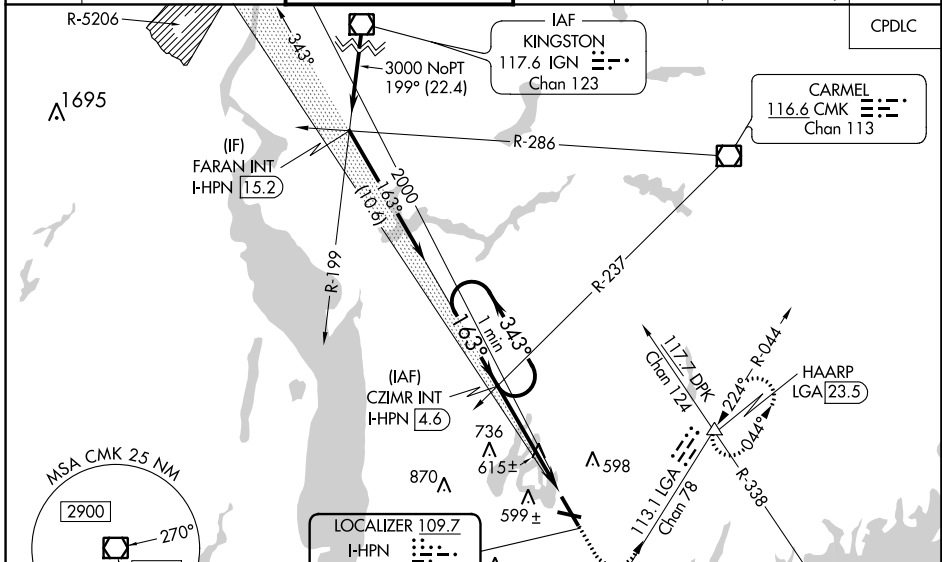 R-5206
343°
IAF
KINGSTON
117.6 IGN
Chan 123
CPDLC
3000 NoPT
199° (22.4)
1695
CARMEL
116.6 CMK
Chan 113
(IF)
FARAN INT
I-HPN 15.2
R-286
2000
163°
(10.6)
R-199
R-237
1 min
163°
343°
(IAF)
CZIMR INT
I-HPN 4.6
117.7 DPK
Chan 124
224°
R-044
HAARP
LGA 23.5
044°
736
615±
598
870
599±
113.1 LGA
Chan 78
R-338
MSA CMK 25 NM
2900
270°
LOCALIZER 109.7
I-HPN